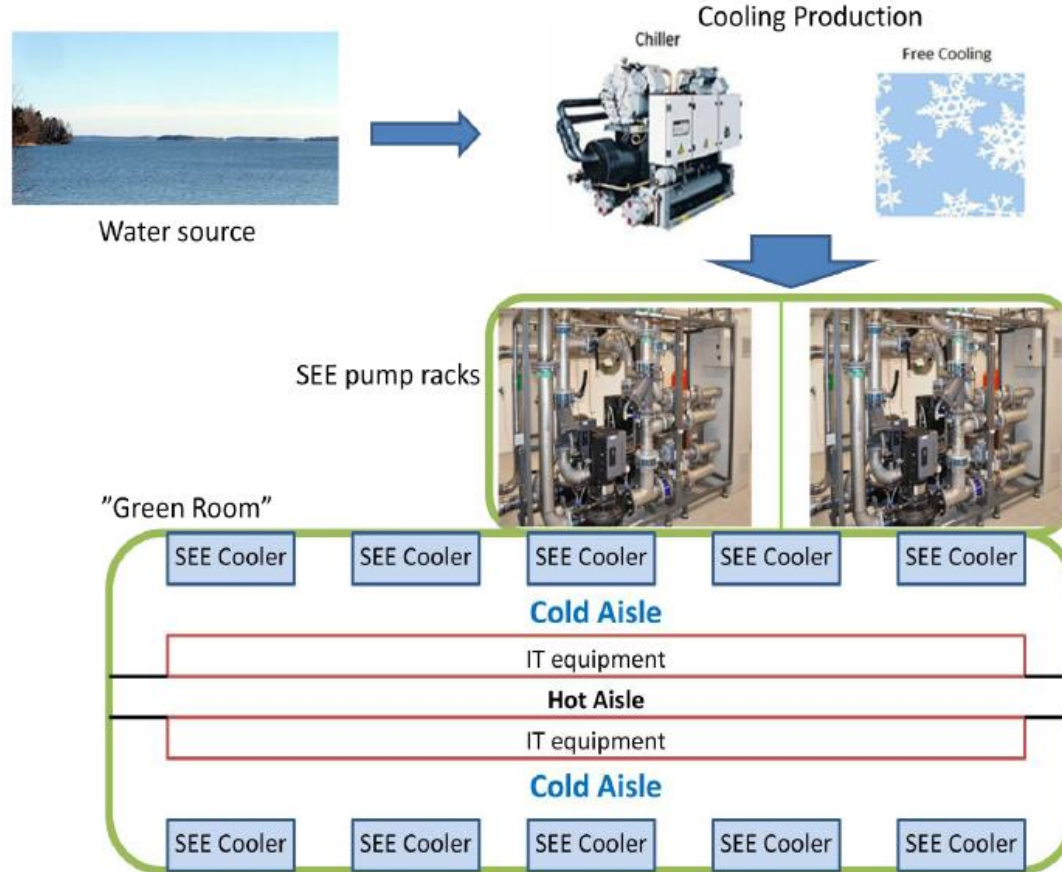 Cooling Production
Chiller
Free Cooling
Water source
SEE pump racks
”Green Room”
SEE Cooler SEE Cooler SEE Cooler SEE Cooler SEE Cooler
Cold Aisle
IT equipment
Hot Aisle
IT equipment
Cold Aisle
SEE Cooler SEE Cooler SEE Cooler SEE Cooler SEE Cooler